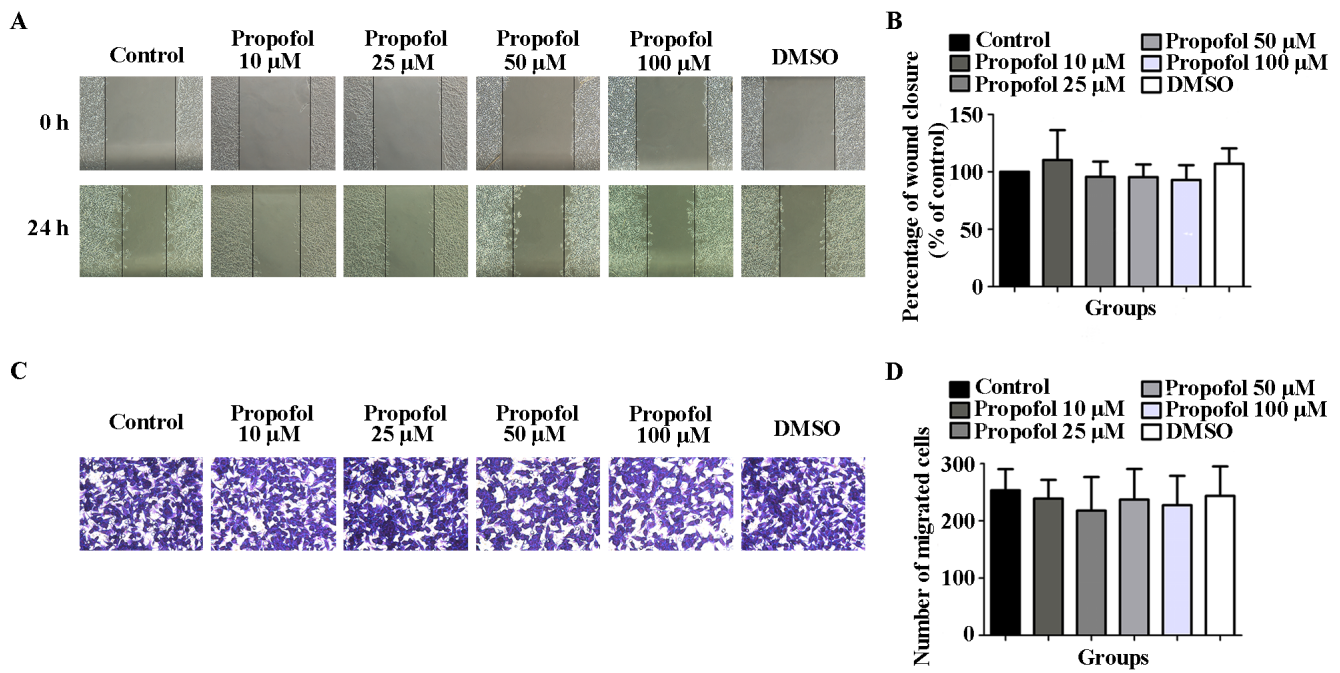 A
Control
Propofol
10 µM
Propofol
25 µM
Propofol
50 µM
Propofol
100 µM
DMSO
0 h
24 h
B
Control
Propofol 10 µM
Propofol 25 µM
Propofol 50 µM
Propofol 100 µM
DMSO
Percentage of wound closure
( % of control)
150
100
50
0
Groups
C
Control
Propofol
10 µM
Propofol
25 µM
Propofol
50 µM
Propofol
100 µM
DMSO
D
Control
Propofol 10 µM
Propofol 25 µM
Propofol 50 µM
Propofol 100 µM
DMSO
Number of migrated cells
300
200
100
0
Groups